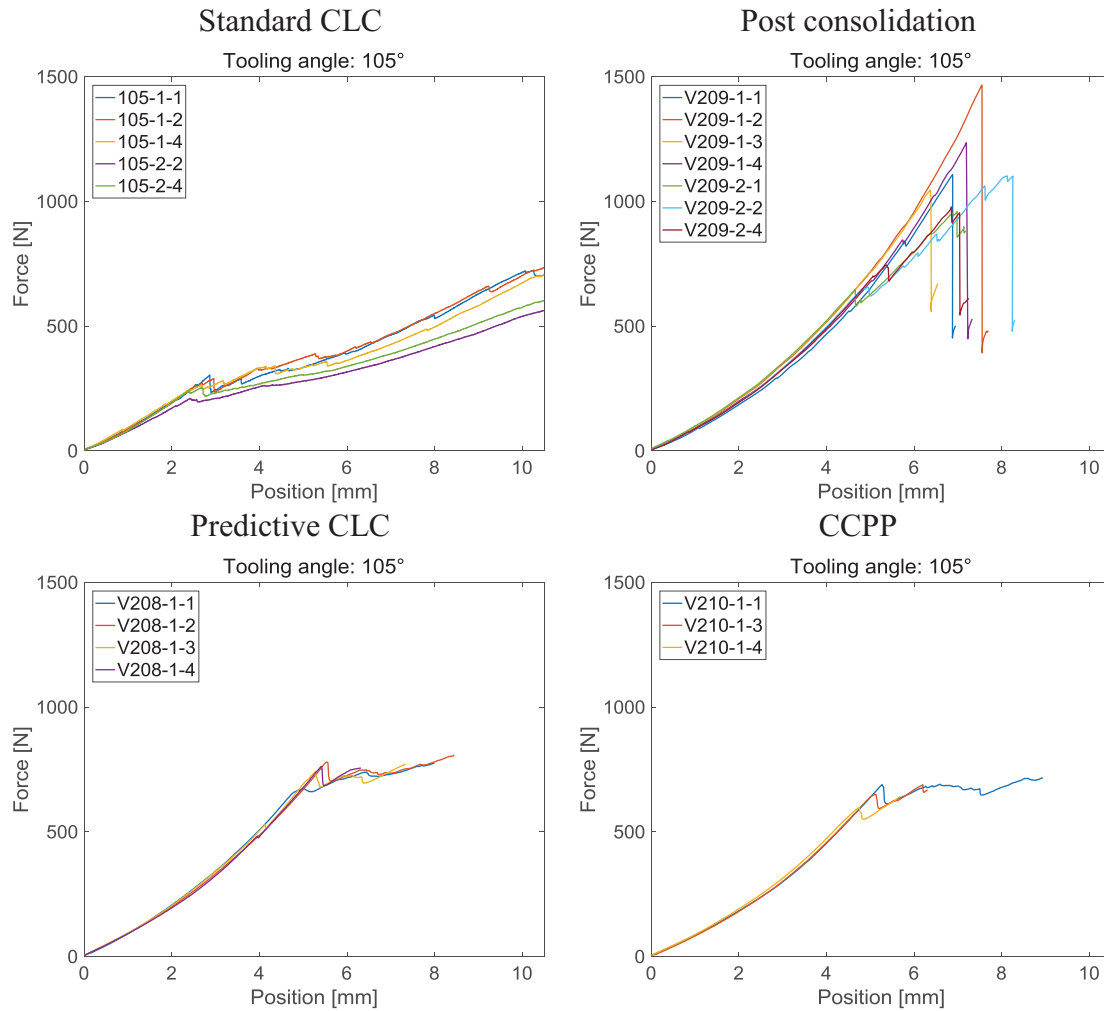 Standard CLC
Tooling angle: 105°
1500
1000
500
0
Force [N]
105-1-1
105-1-2
105-1-4
105-2-2
105-2-4
0 2 4 6 8 10
Position [mm]
Post consolidation
Tooling angle: 105°
1500
1000
500
0
Force [N]
V209-1-1
V209-1-2
V209-1-3
V209-1-4
V209-2-1
V209-2-2
V209-2-4
0 2 4 6 8 10
Position [mm]
Predictive CLC
Tooling angle: 105°
1500
1000
500
0
Force [N]
V208-1-1
V208-1-2
V208-1-3
V208-1-4
0 2 4 6 8 10
Position [mm]
CCPP
Tooling angle: 105°
1500
1000
500
0
Force [N]
V210-1-1
V210-1-3
V210-1-4
0 2 4 6 8 10
Position [mm]